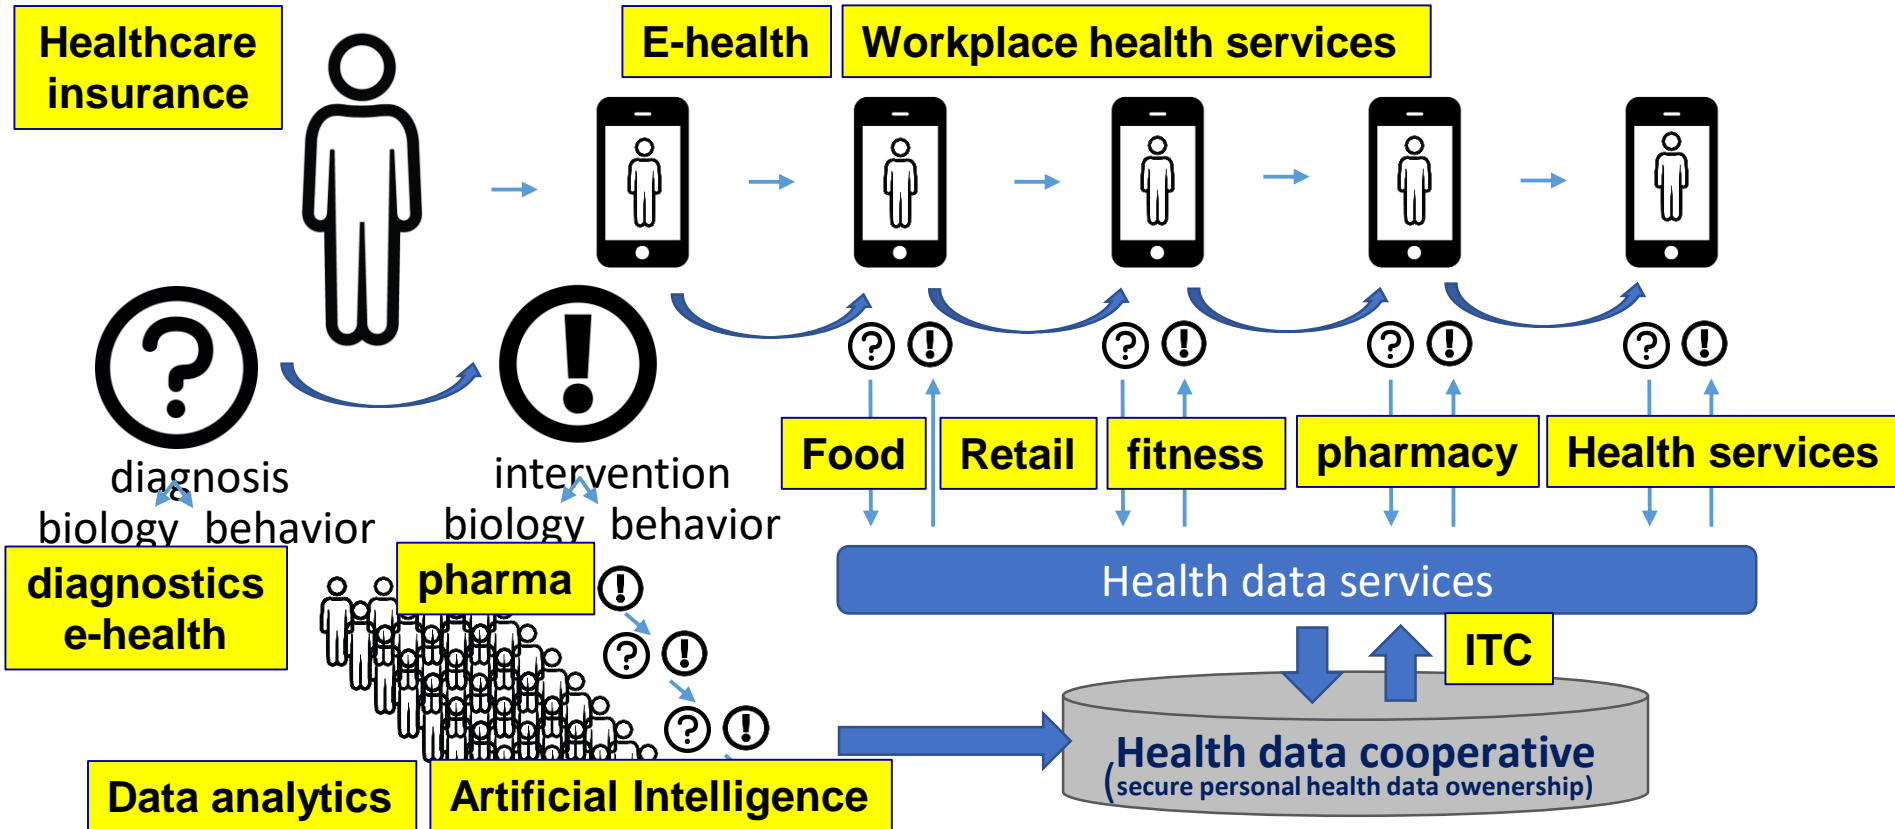 Healthcare
insurance
E-health
Workplace health services
?
!
diagnosis
biology behavior
intervention
biology behavior
diagnostics
e-health
pharma
!
? !
? !
Data analytics
Artificial Intelligence
? !
? !
? !
? !
Food
Retail
fitness
pharmacy
Health services
Health data services
ITC
Health data cooperative
(secure personal health data owenership)